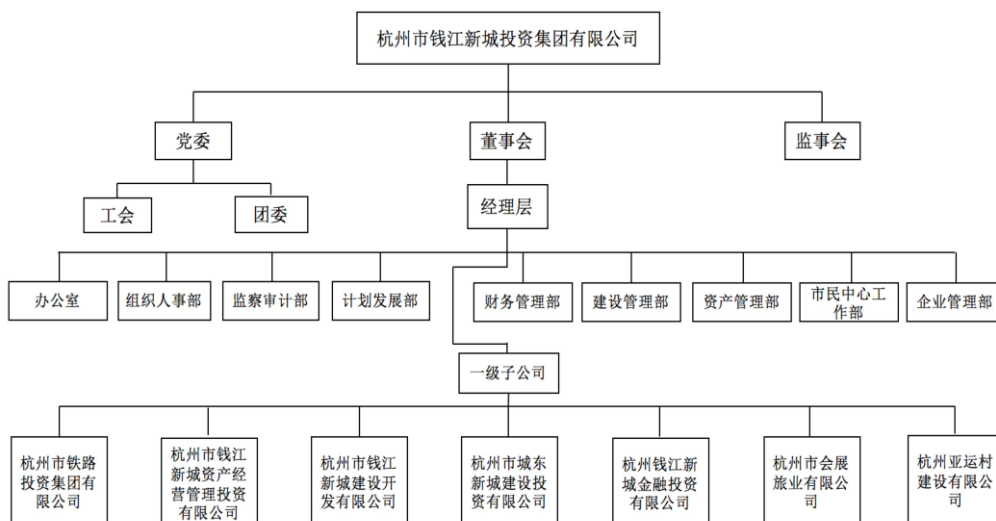 杭州市钱江新城投资集团有限公司
党委
董事会
监事会
工会
团委
经理层
办公室
组织人事部
监察审计部
计划发展部
财务管理部
建设管理部
资产管理部
市民中心工
作部
企业管理部
一级子公司
杭州市铁路
投资集团有
限公司
杭州市钱江
新城资产经
营管理投资
有限公司
杭州市钱江
新城建设开
发有限公司
杭州市城东
新城建设投
资有限公司
杭州钱江新
城金融投资
有限公司
杭州市会展
旅业有限公
司
杭州亚运村
建设有限公
司